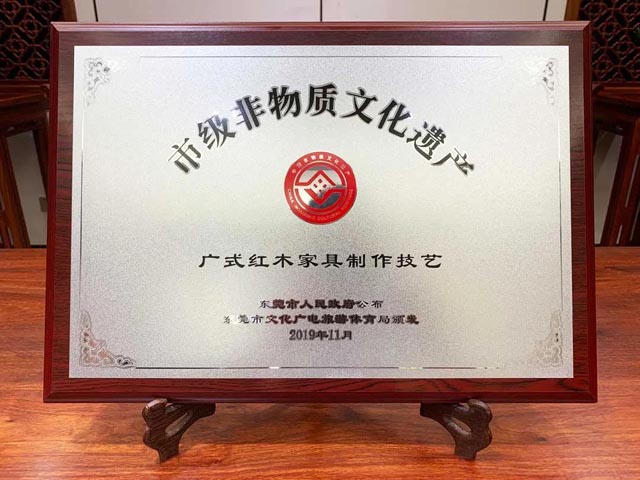 市级非物质文化遗产
广式红木家具制作技艺
东莞市人民政府公布
东莞市文化广电旅游体育局颁发
2019年11月